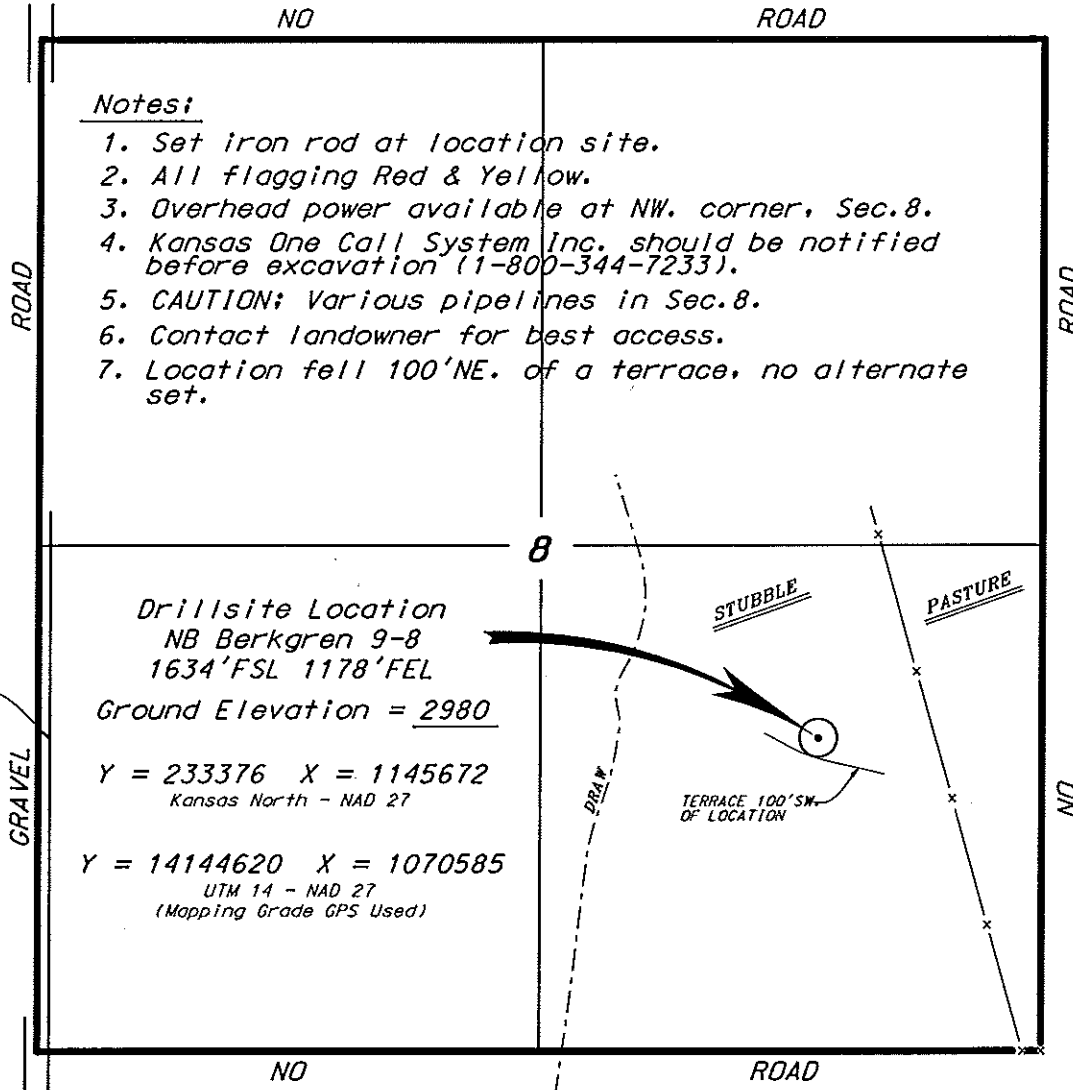 NO ROAD
Notes:
1. Set iron rod at location site.
2. All flagging Red & Yellow.
3. Overhead power available at NW. corner, Sec.8.
4. Kansas One Call System Inc. should be notified
before excavation (1-800-344-7233).
5. CAUTION: Various pipelines in Sec.8.
6. Contact landowner for best access.
7. Location fell 100'NE. of a terrace, no alternate
set.
ROAD
ROAD
8
STUBBLE
PASTURE
Drillsite Location
NB Berkgren 9-8
1634'FSL 1178'FEL
Ground Elevation = 2980
Y = 233376 X = 1145672
Kansas North - NAD 27
Y = 14144620 X = 1070585
UTM 14 - NAD 27
(Mapping Grade GPS Used)
GRAVEL
DRAW
TERRACE 100'SW.
OF LOCATION
NO
NO ROAD